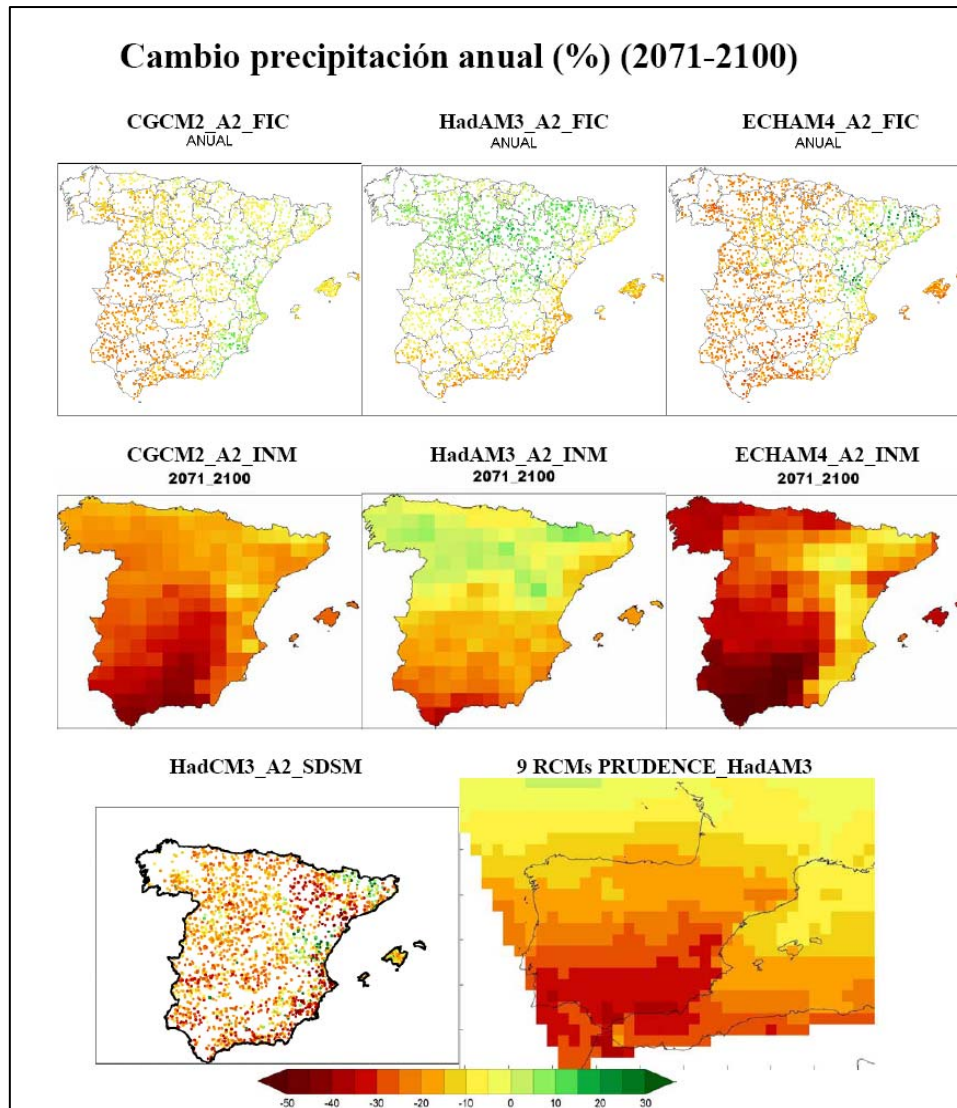 Cambio precipitación anual (%) (2071-2100)
CGCM2_A2_FIC
ANUAL
HadAM3_A2_FIC
ANUAL
ECHAM4_A2_FIC
ANUAL
CGCM2_A2_INM
2071_2100
HadAM3_A2_INM
2071_2100
ECHAM4_A2_INM
2071_2100
HadCM3_A2_SDSM
9 RCMs PRUDENCE_HadAM3
-50 -40 -30 -20 -10 0 10 20 30